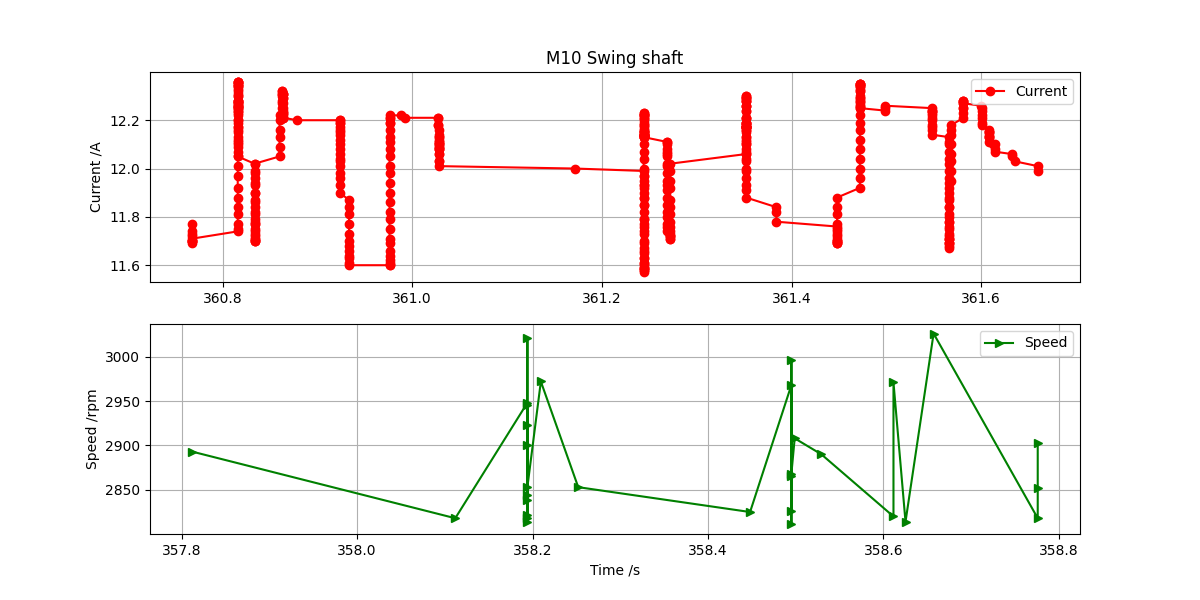 M10 Swing shaft
Current /A
12.2
12.0
11.8
11.6
Current
360.8 361.0 361.2 361.4 361.6
Speed /rpm
3000
2950
2900
2850
Speed
357.8 358.0 358.2 358.4 358.6 358.8
Time /s